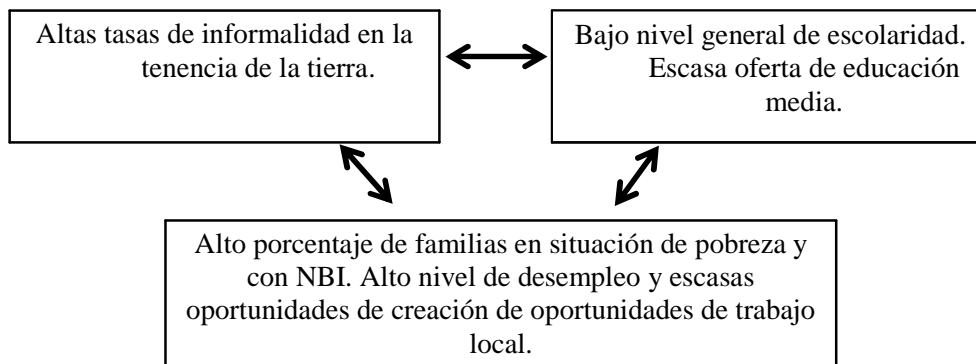 Altas tasas de informalidad en la
tenencia de la tierra.
Bajo nivel general de escolaridad.
Escasa oferta de educación
media.
Alto porcentaje de familias en situación de pobreza y
con NBI. Alto nivel de desempleo y escasas
oportunidades de creación de oportunidades de trabajo
local.